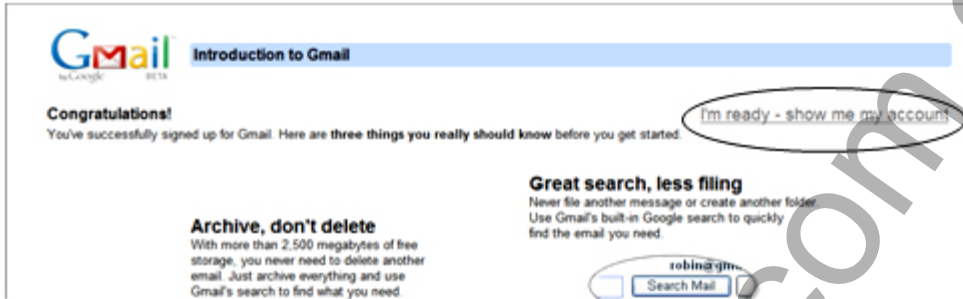 Gmail
by Google BETA
Introduction to Gmail
Congratulations!
I'm ready - show me my account
You've successfully signed up for Gmail. Here are three things you really should know before you get started.
Great search, less filing
Never file another message or create another folder.
Use Gmail's built-in Google search to quickly
find the email you need.
Archive, don't delete
With more than 2,500 megabytes of free
storage, you never need to delete another
email. Just archive everything and use
Gmail's search to find what you need.
Search Mail
com